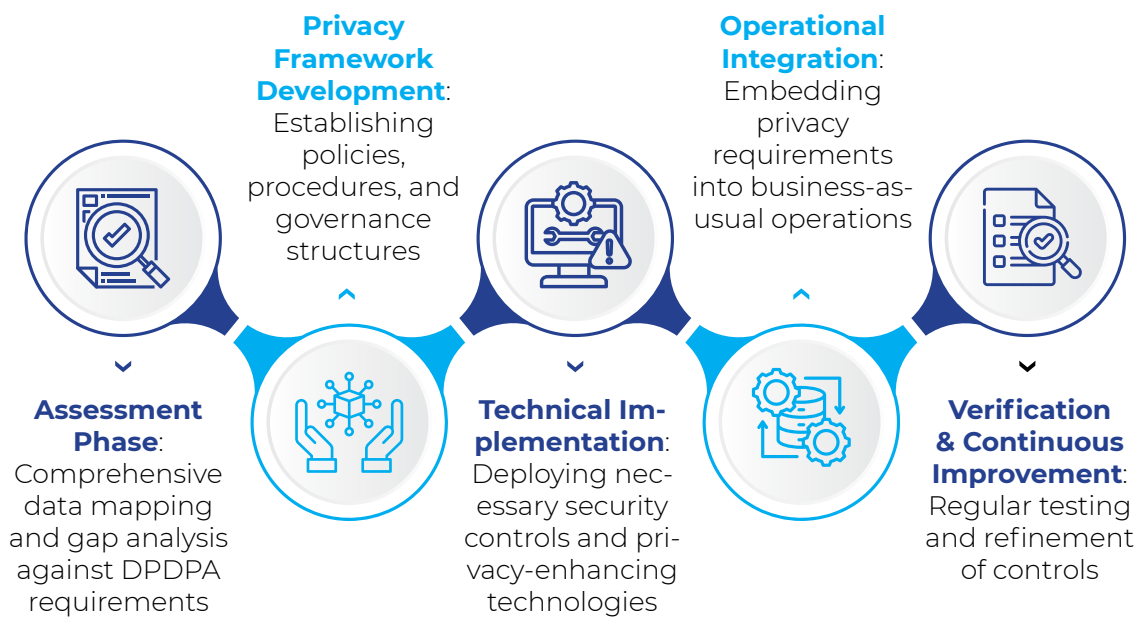 Assessment
Phase:
Comprehensive
data mapping
and gap analysis
against DPDPA
requirements
Privacy
Framework
Development:
Establishing
policies,
procedures, and
governance
structures
Technical Im-
plementation:
Deploying nec-
essary security
controls and pri-
vacy-enhancing
technologies
Operational
Integration:
Embedding
privacy
requirements
into business-as-
usual operations
Verification
& Continuous
Improvement:
Regular testing
and refinement
of controls